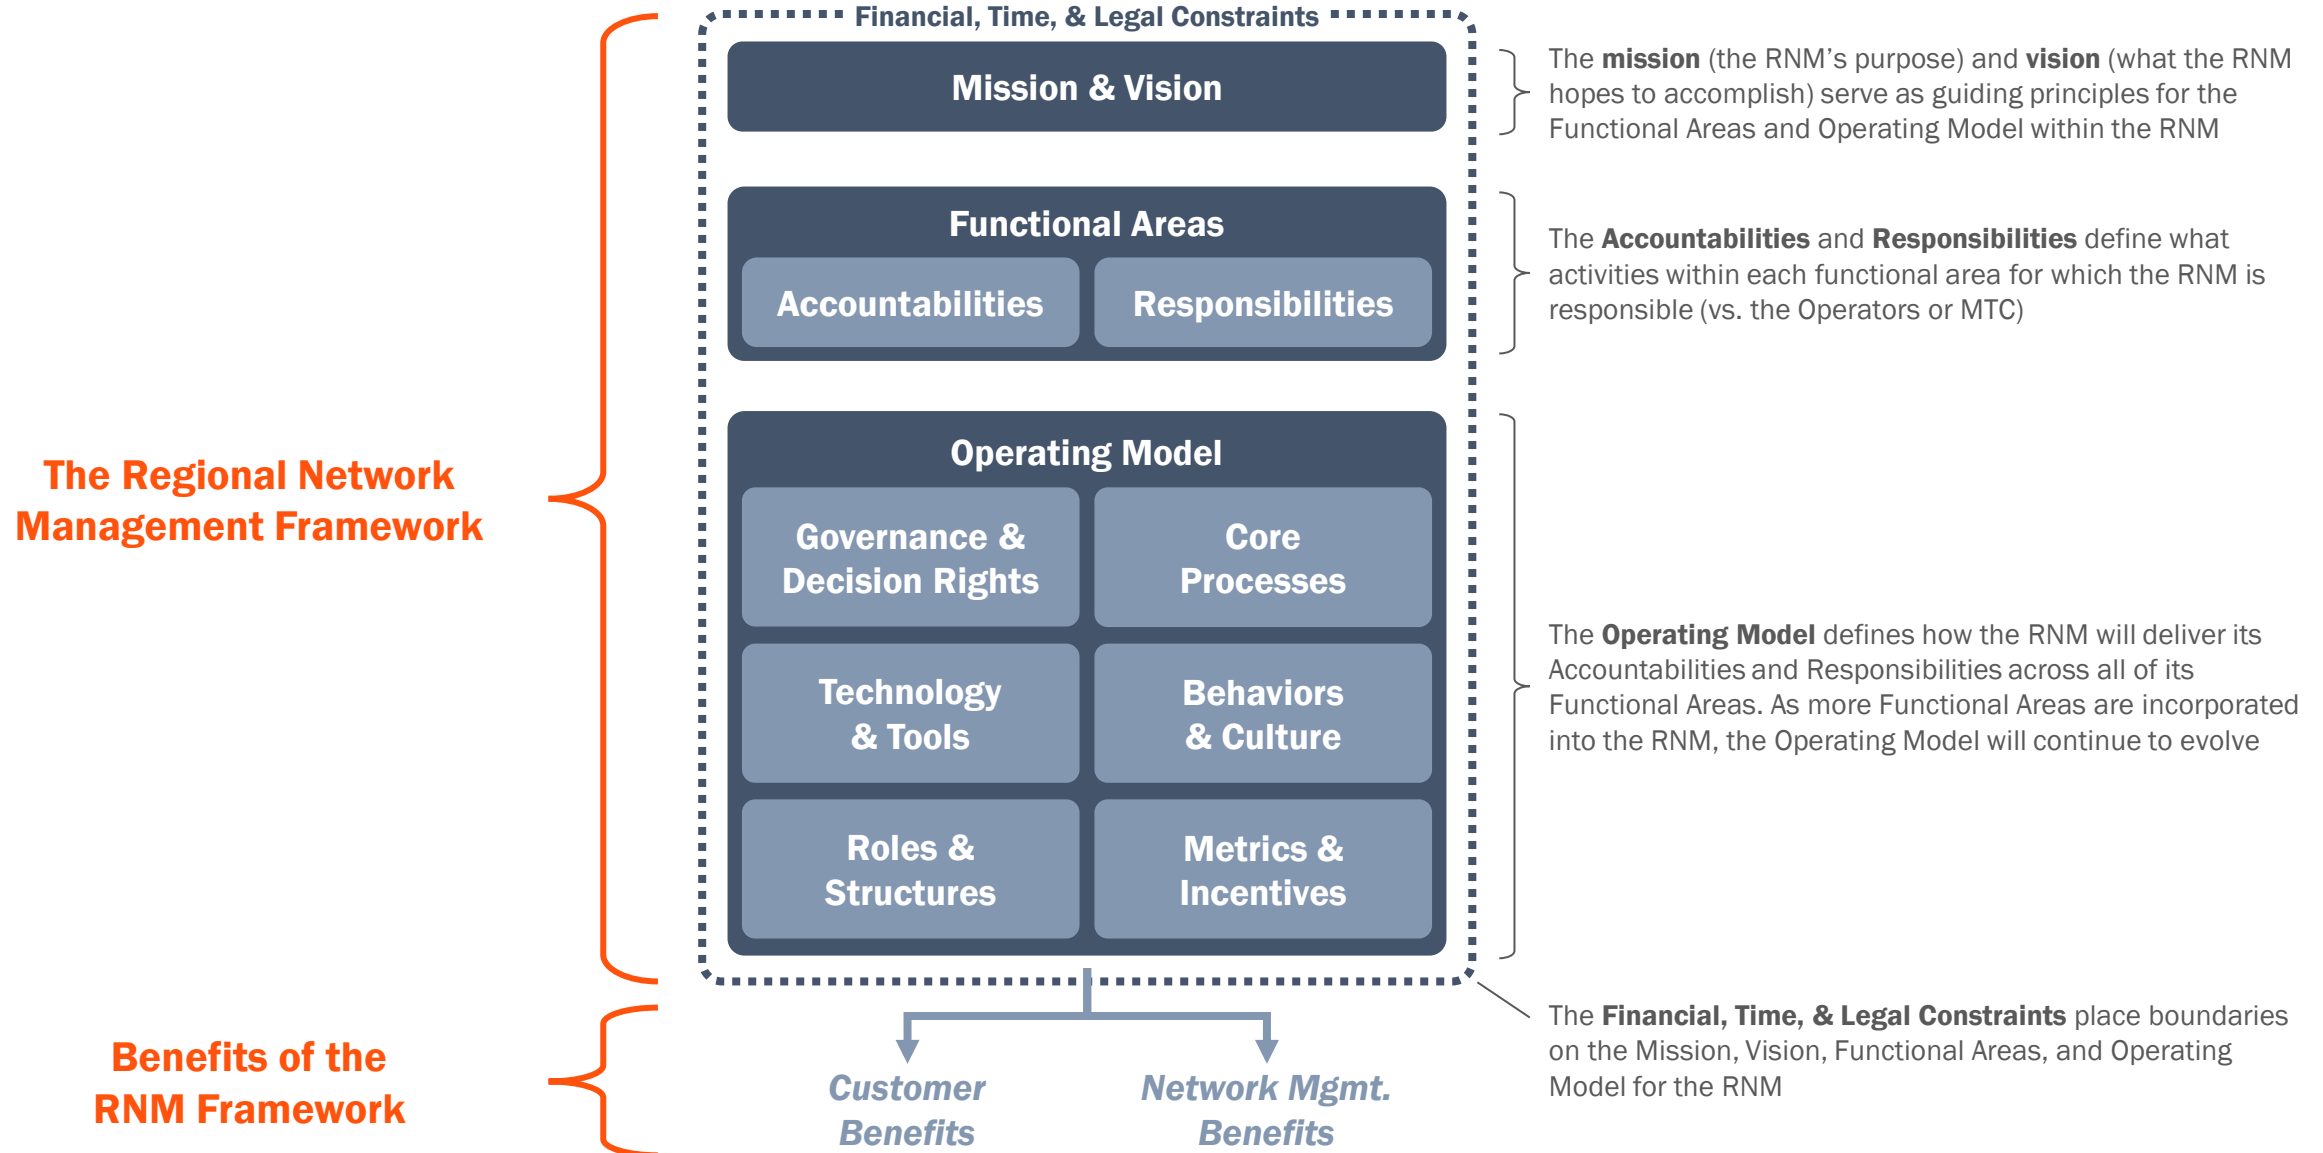 Financial, Time, & Legal Constraints
Mission & Vision
The mission (the RNM’s purpose) and vision (what the RNM
hopes to accomplish) serve as guiding principles for the
Functional Areas and Operating Model within the RNM
Functional Areas
Accountabilities
Responsibilities
The Accountabilities and Responsibilities define what
activities within each functional area for which the RNM is
responsible (vs. the Operators or MTC)
The Regional Network
Management Framework
Operating Model
Governance &
Decision Rights
Core
Processes
Technology
& Tools
Behaviors
& Culture
Roles &
Structures
Metrics &
Incentives
The Operating Model defines how the RNM will deliver its
Accountabilities and Responsibilities across all of its
Functional Areas. As more Functional Areas are incorporated
into the RNM, the Operating Model will continue to evolve
Benefits of the
RNM Framework
Customer
Benefits
Network Mgmt.
Benefits
The Financial, Time, & Legal Constraints place boundaries
on the Mission, Vision, Functional Areas, and Operating
Model for the RNM